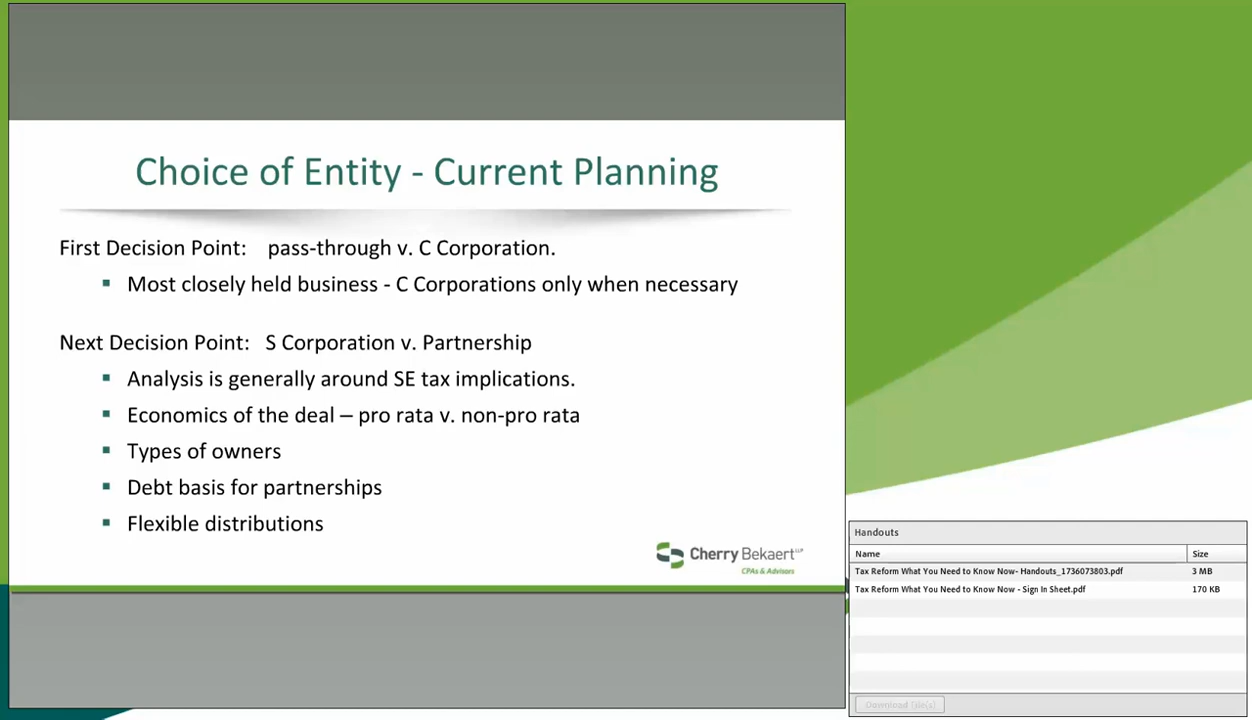 Choice of Entity - Current Planning
First Decision Point: pass-through v. C Corporation.
▪ Most closely held business - C Corporations only when necessary
Next Decision Point: S Corporation v. Partnership
▪ Analysis is generally around SE tax implications.
▪ Economics of the deal – pro rata v. non-pro rata
▪ Types of owners
▪ Debt basis for partnerships
▪ Flexible distributions
Cherry Bekaert LLP
CPAs & Advisors
Handouts
Name Size
Tax Reform What You Need to Know Now- Handouts_1736073803.pdf 3 MB
Tax Reform What You Need to Know Now - Sign In Sheet.pdf 170 KB
Download File(s)